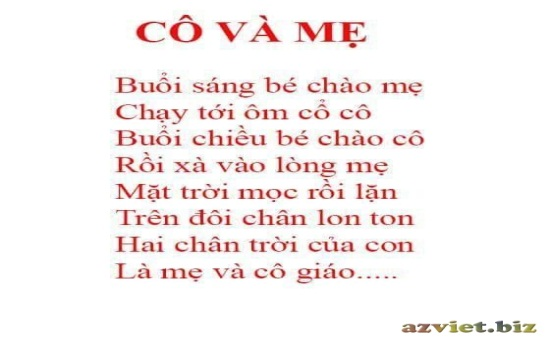 CÔ VÀ MẸ
Buổi sáng bé chào mẹ
Chạy tới ôm cổ cô
Buổi chiều bé chào cô
Rồi xà vào lòng mẹ
Mặt trời mọc rồi lặn
Trên đôi chân lon ton
Hai chân trời của con
Là mẹ và cô giáo.....
azviet.biz